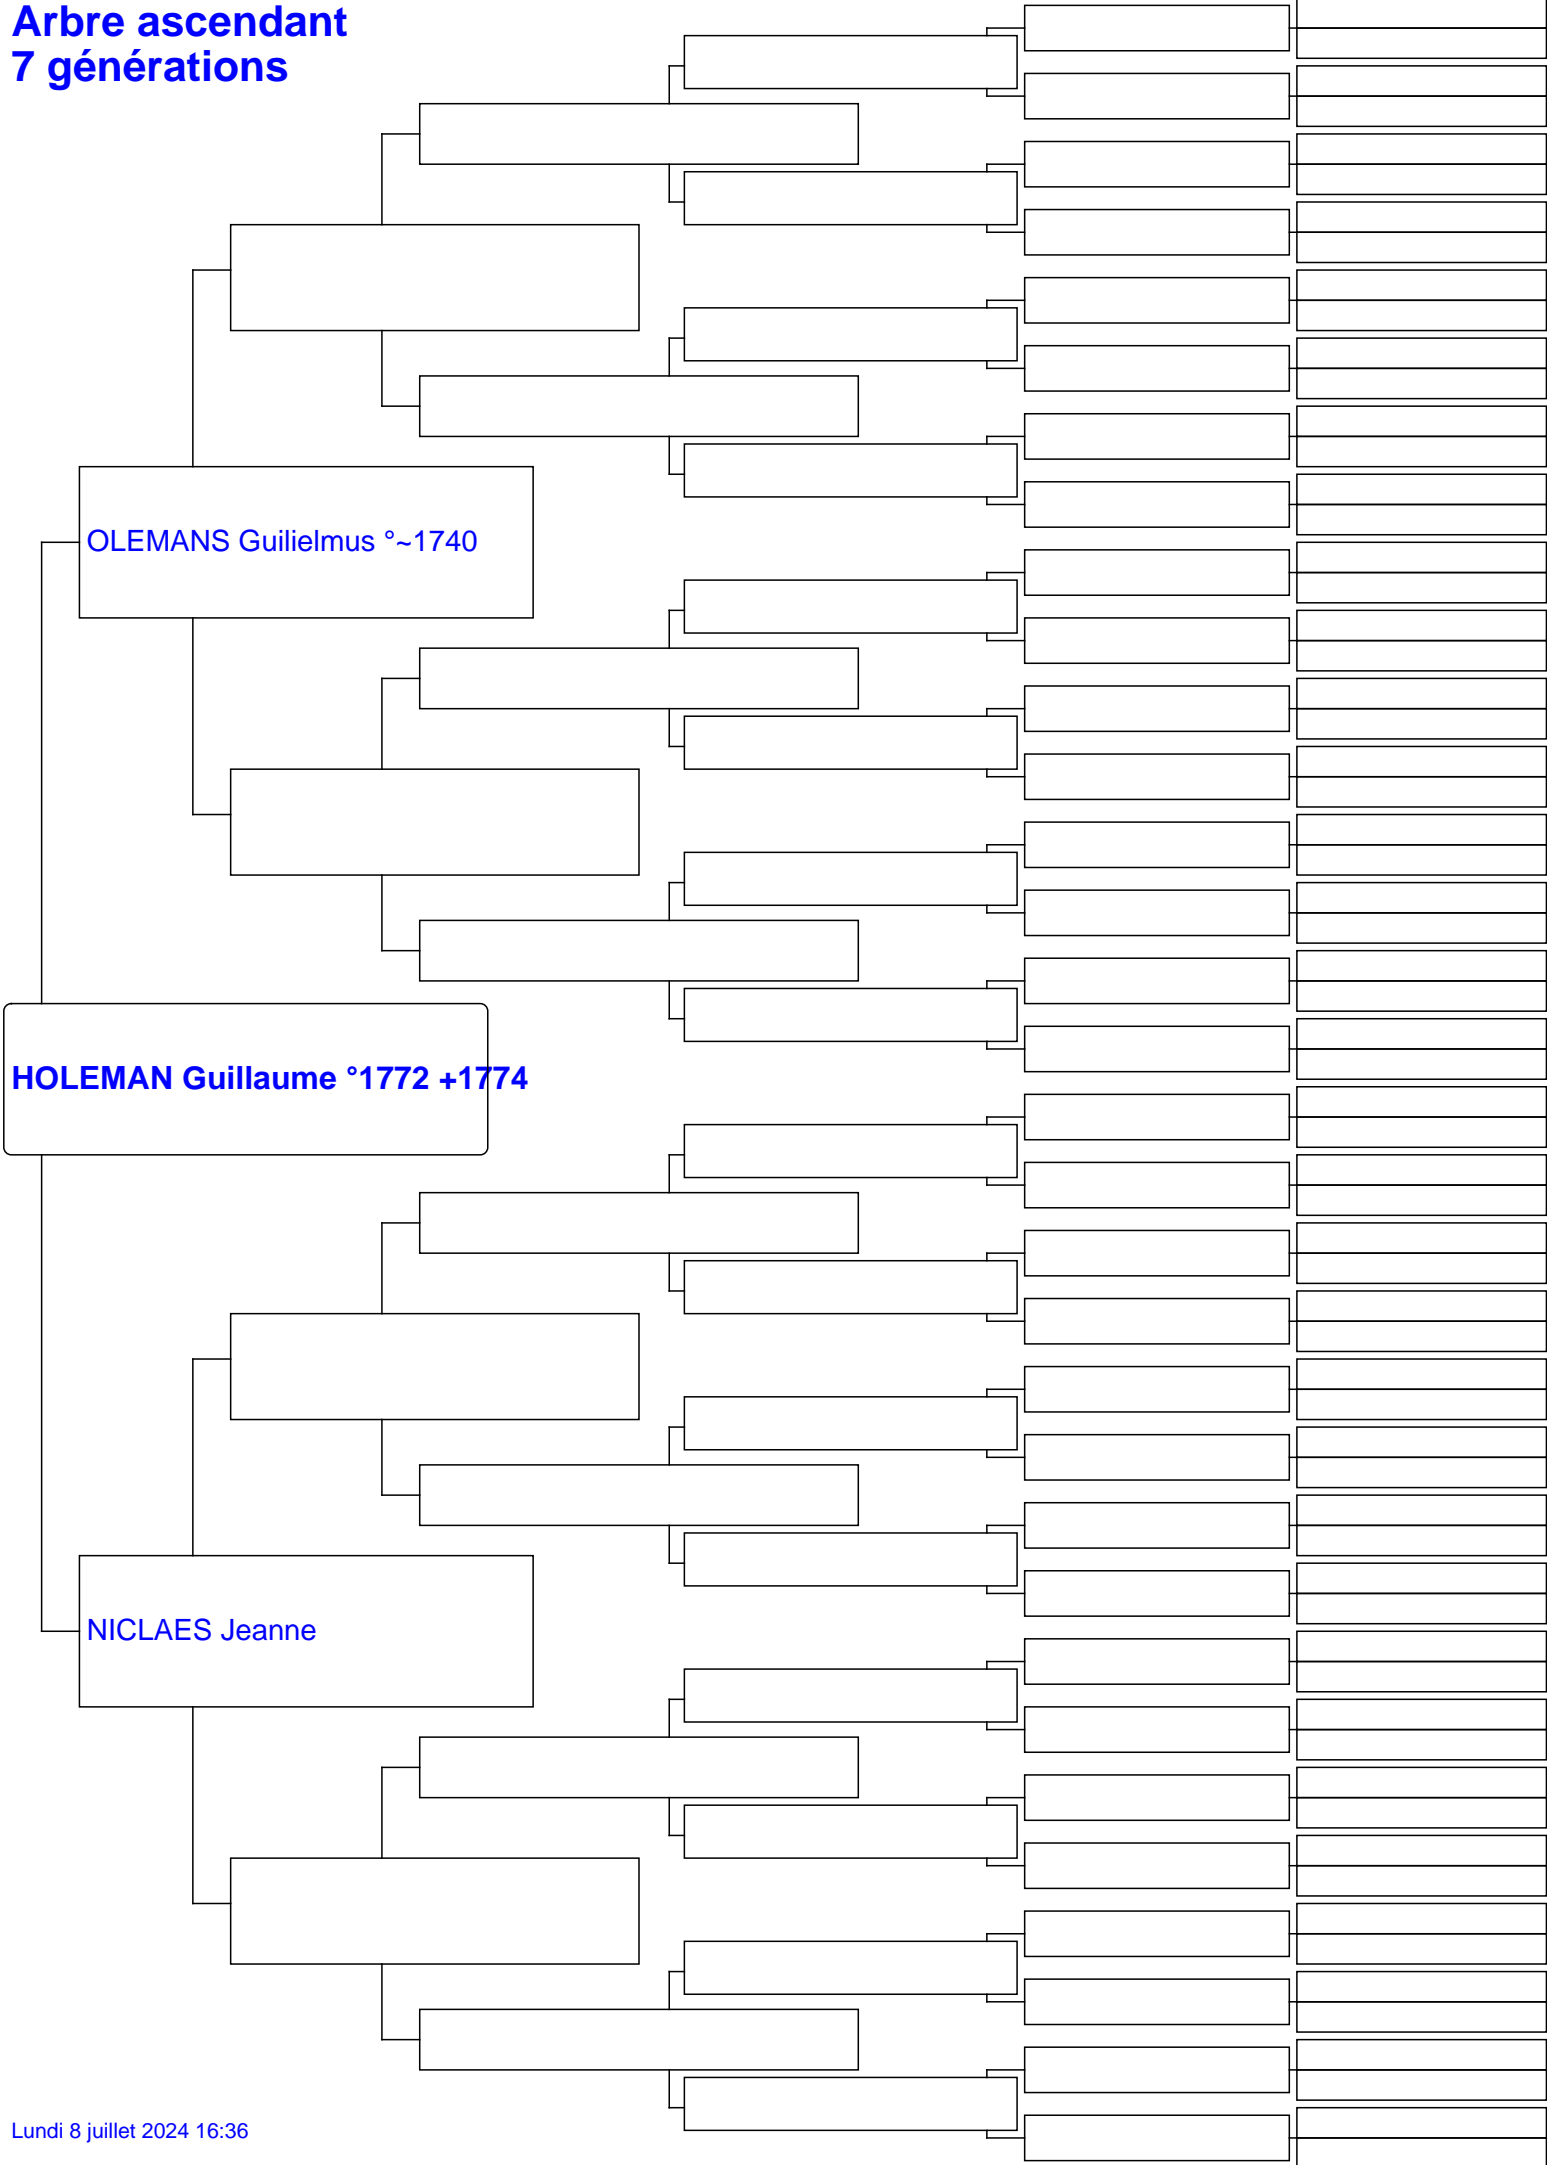 Arbre ascendant
7 générations
OLEMANS Guilielmus °~1740
HOLEMAN Guillaume °1772 +1774
NICLAES Jeanne
Lundi 8 juillet 2024 16:36